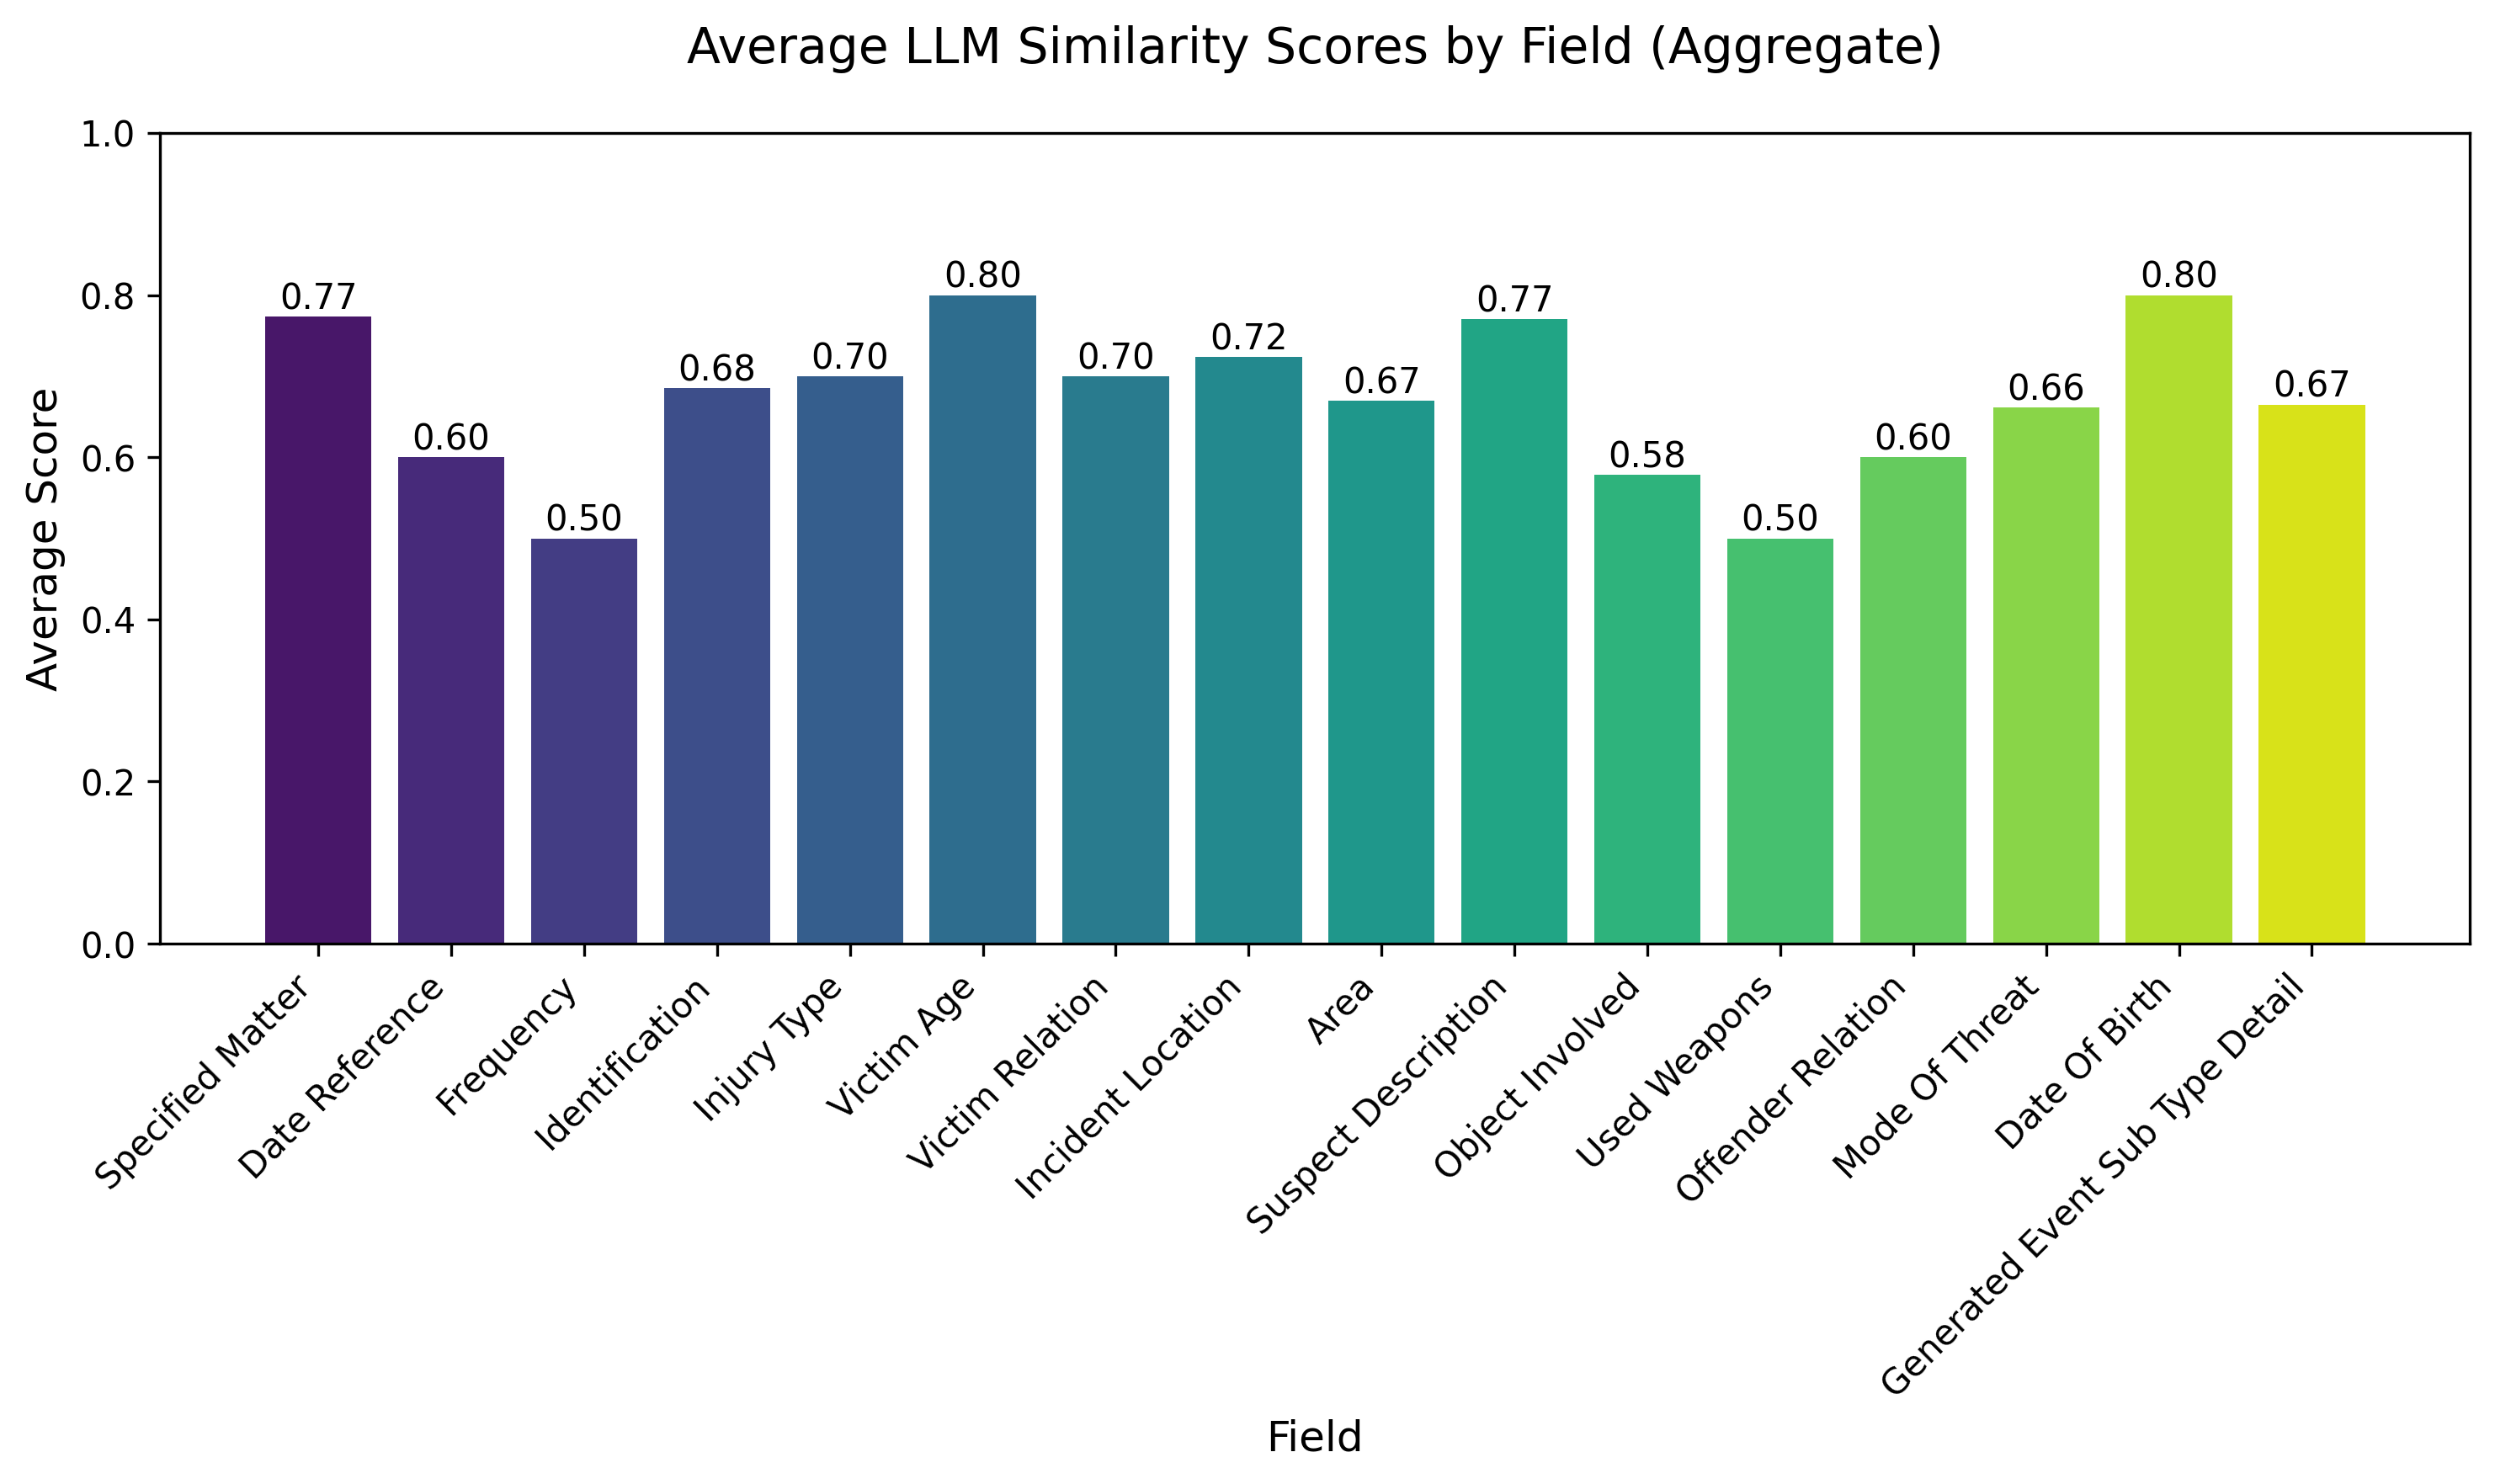 Average LLM Similarity Scores by Field (Aggregate)
Average Score
1.0
0.8
0.6
0.4
0.2
0.0
0.77
0.60
0.50
0.68
0.70
0.80
0.70
0.72
0.67
0.77
0.58
0.50
0.60
0.66
0.80
0.67
Specified Matter
Date Reference
Frequency
Identification
Injury Type
Victim Age
Victim Relation
Incident Location
Area
Suspect Description
Object Involved
Used Weapons
Offender Relation
Mode Of Threat
Date Of Birth
Generated Event Sub Type Detail
Field